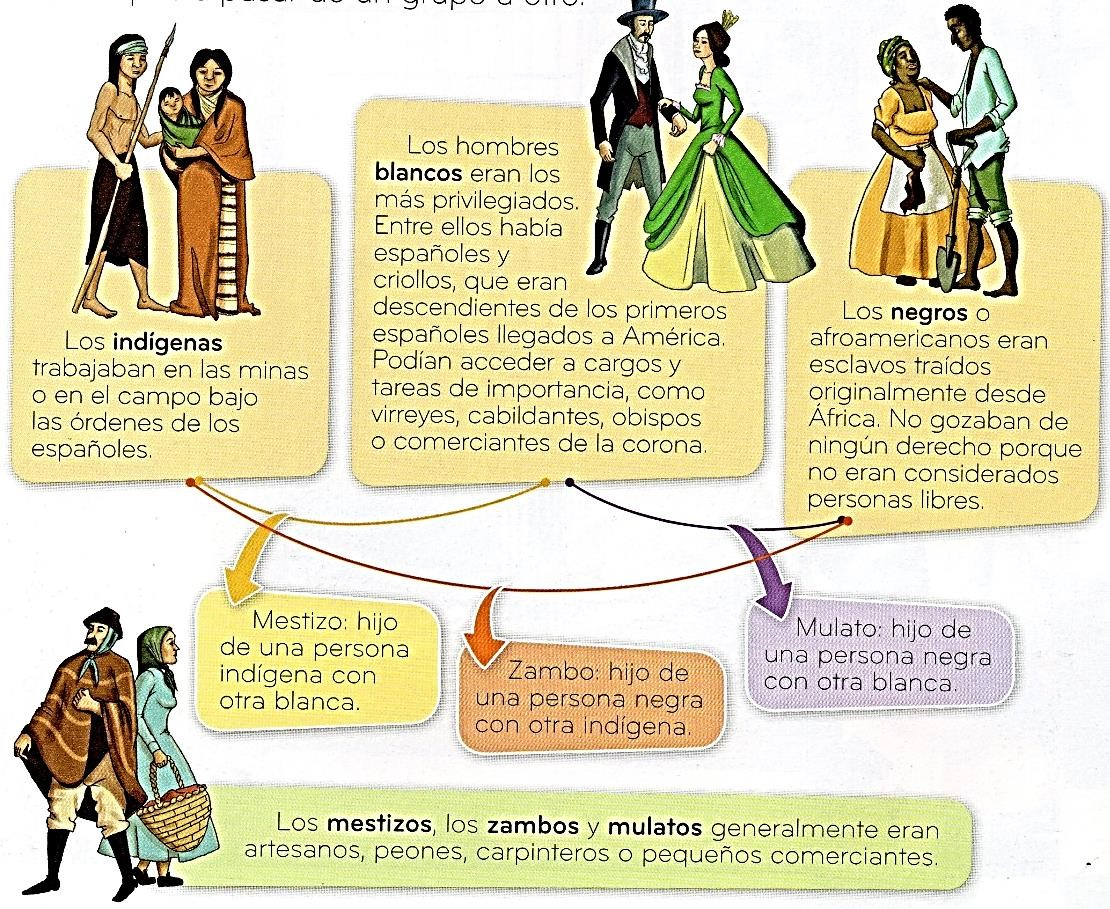 pasar de un grupo a otro.
Los indígenas
trabajaban en las minas
o en el campo bajo
las órdenes de los
españoles.
Los hombres
blancos eran los
más privilegiados.
Entre ellos había
españoles y
criollos, que eran
descendientes de los primeros
españoles llegados a América.
Podían acceder a cargos y
tareas de importancia, como
virreyes, cabildantes, obispos
o comerciantes de la corona.
Los negros o
afroamericanos eran
esclavos traídos
originalmente desde
África. No gozaban de
ningún derecho porque
no eran considerados
personas libres.
Mestizo: hijo
de una persona
indígena con
otra blanca.
Zambo: hijo de
una persona negra
con otra indígena.
Mulato: hijo de
una persona negra
con otra blanca.
Los mestizos, los zambos y mulatos generalmente eran
artesanos, peones, carpinteros o pequeños comerciantes.